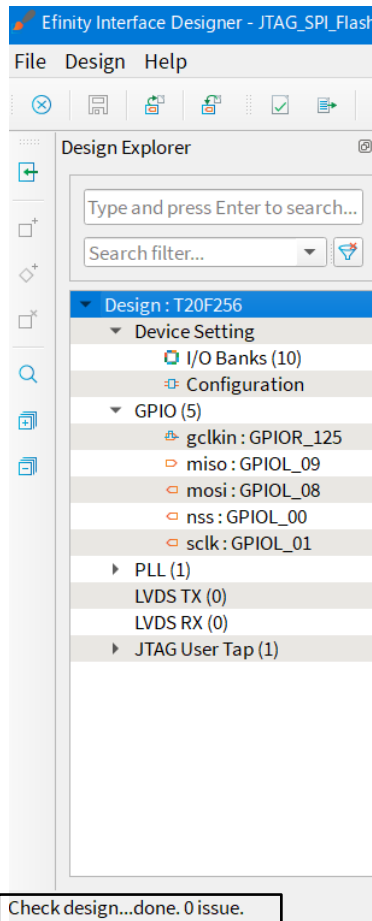 Efinity Interface Designer - JTAG_SPI_Flash
File Design Help
Design Explorer
Type and press Enter to search...
Search filter...
Design : T20F256
Device Setting
I/O Banks (10)
Configuration
GPIO (5)
gclkin : GPIOR_125
miso : GPIOL_09
mosi : GPIOL_08
nss : GPIOL_00
sclk : GPIOL_01
PLL (1)
LVDS TX (0)
LVDS RX (0)
JTAG User Tap (1)
Check design...done. 0 issue.